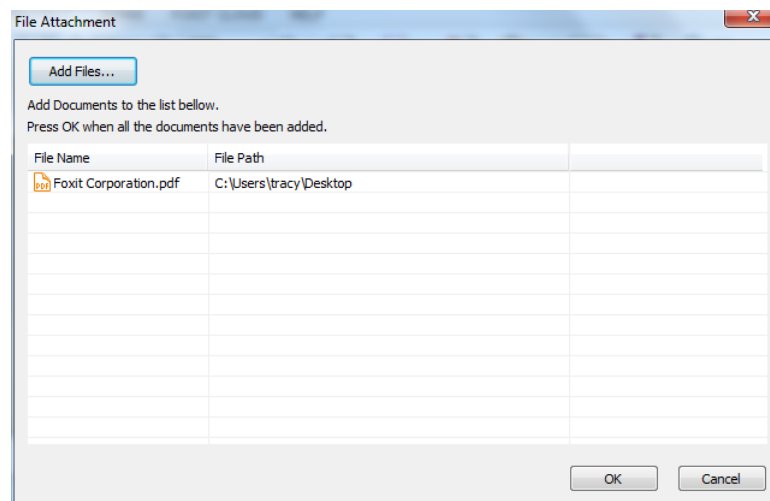 File Attachment
Add Files...
Add Documents to the list bellow.
Press OK when all the documents have been added.
File Name File Path
Foxit Corporation.pdf C:\Users\tracy\Desktop
OK Cancel